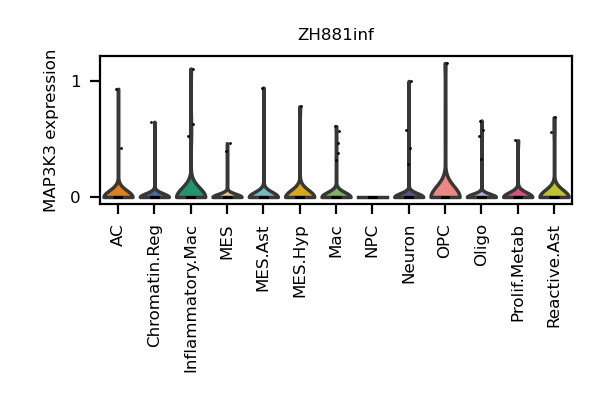 ZH881inf
MAP3K3 expression
1
0
AC
Chromatin.Reg
Inflammatory.Mac
MES
MES.Ast
MES.Hyp
Mac
NPC
Neuron
OPC
Oligo
Prolif.Metab
Reactive.Ast